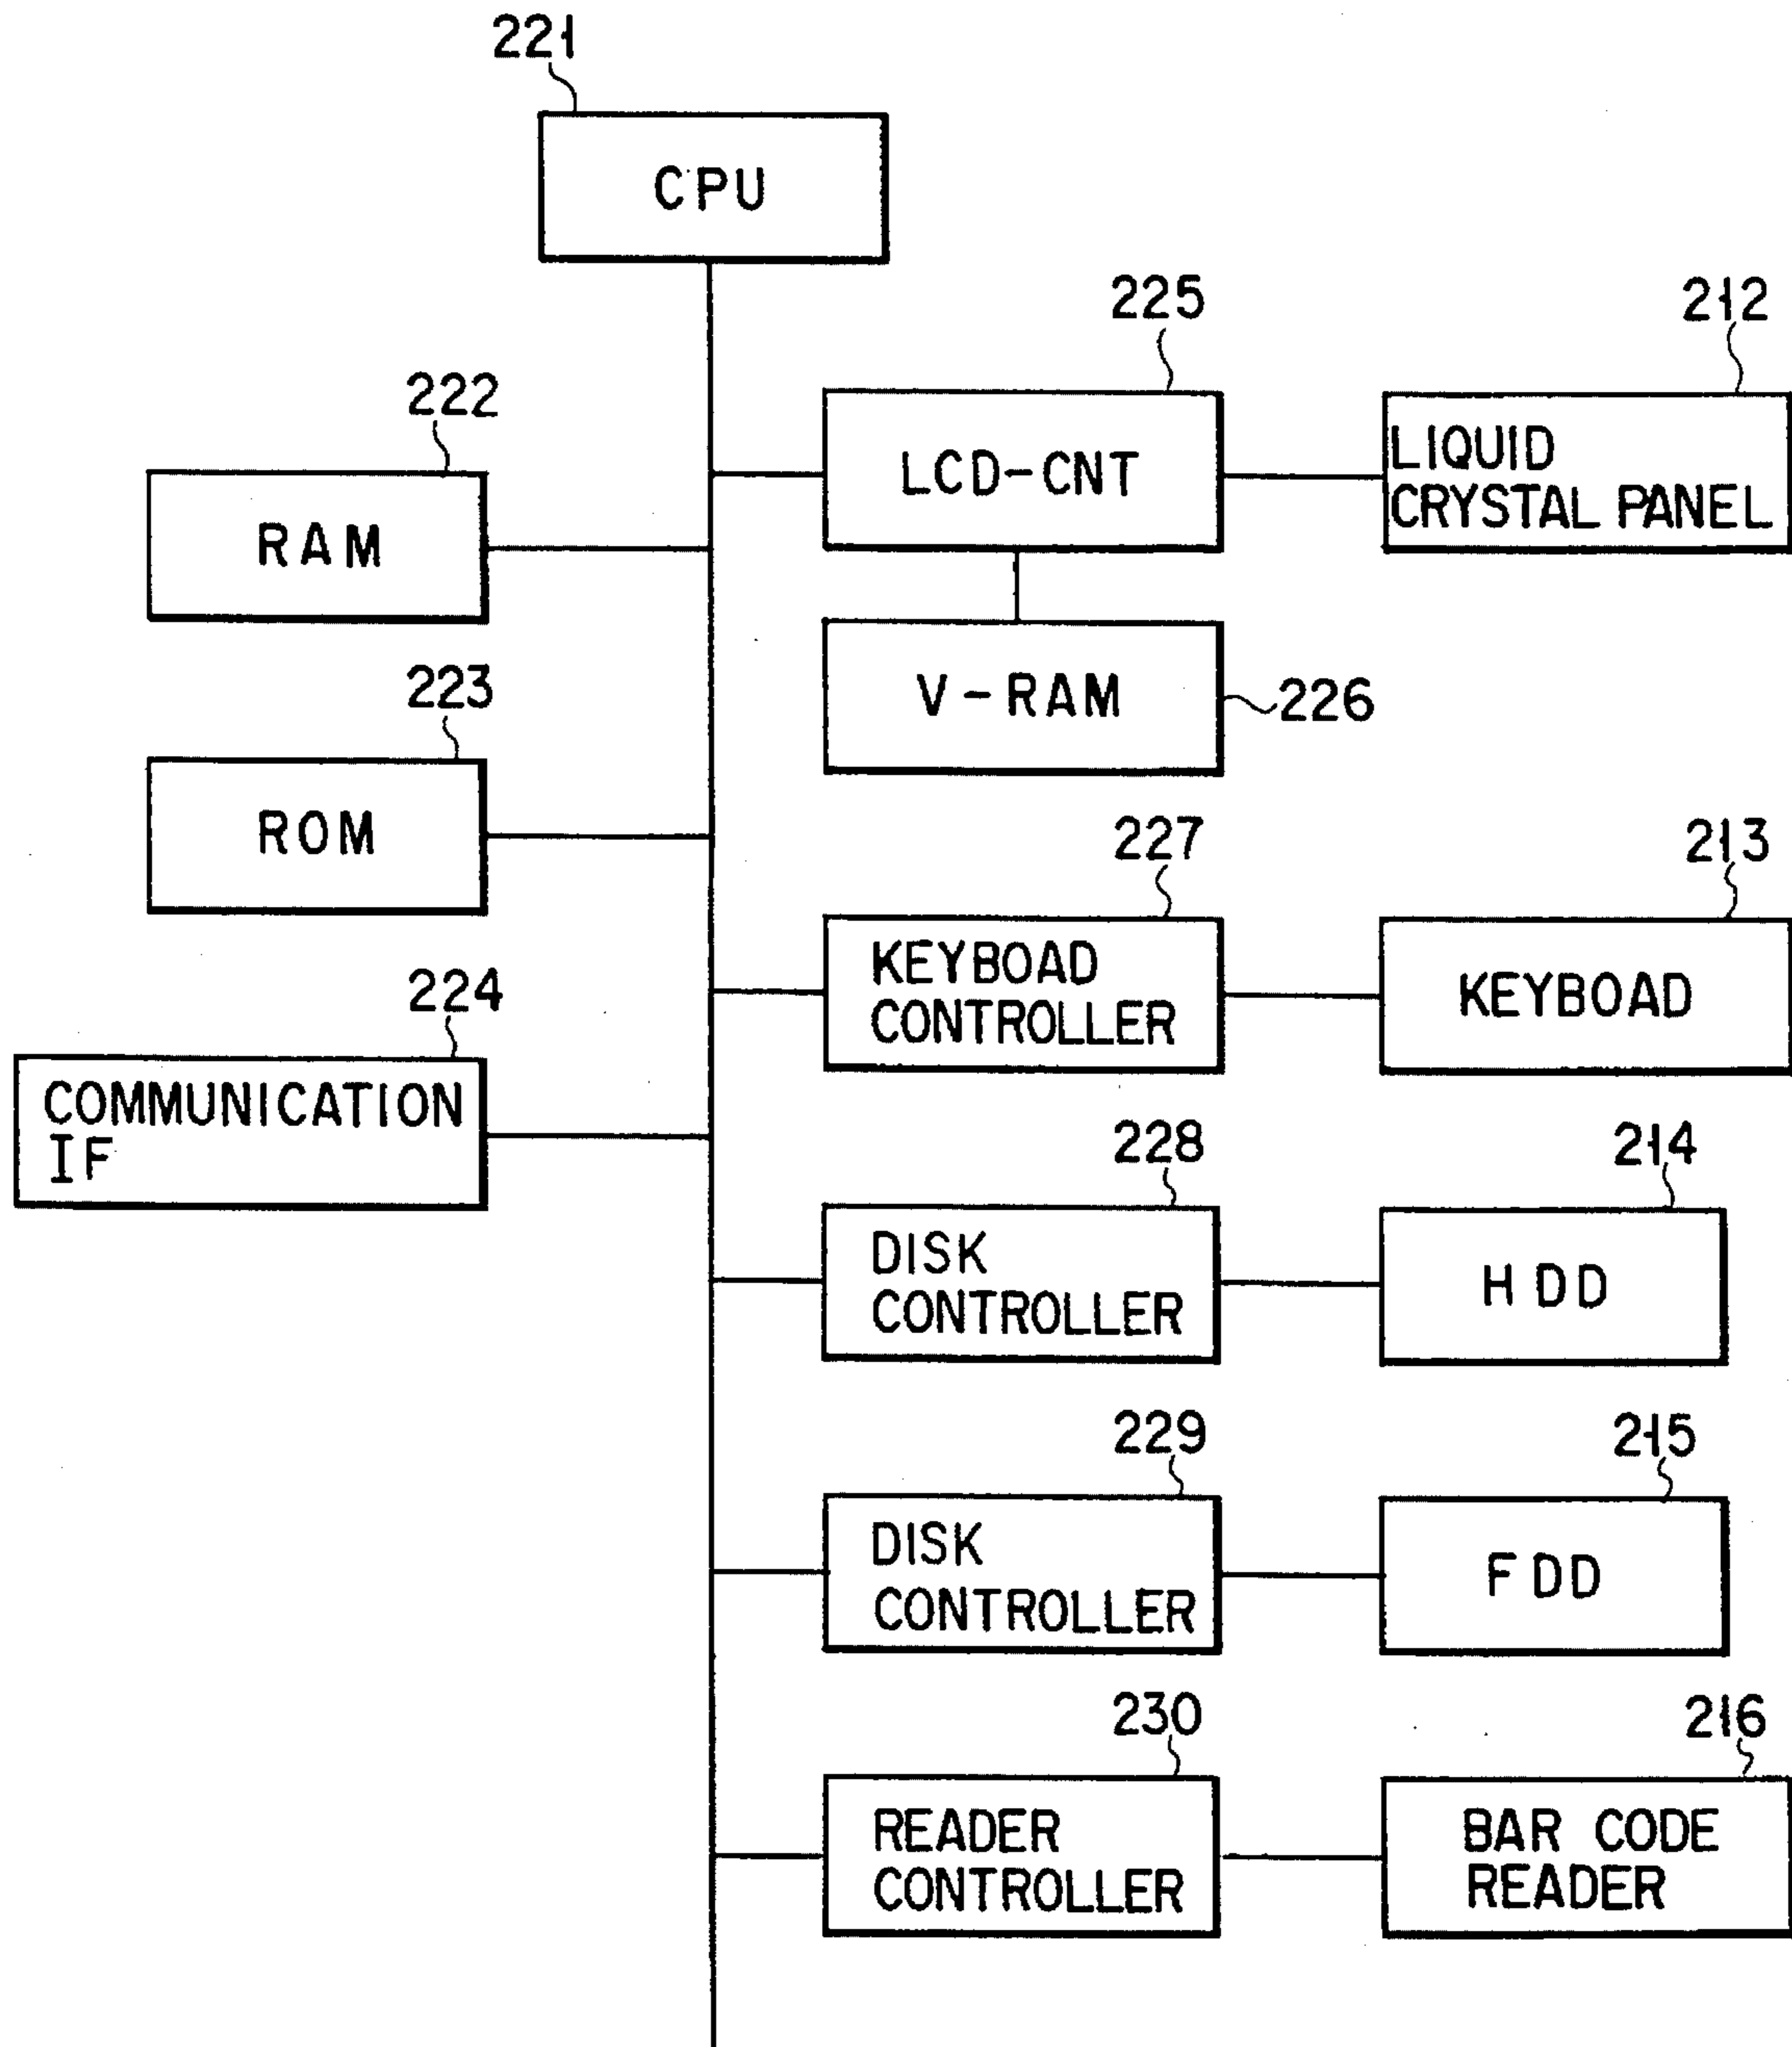 221
CPU
225
212
LCD-CNT
LIQUID
CRYSTAL PANEL
222
RAM
V-RAM
226
223
ROM
227
213
KEYBOAD
CONTROLLER
KEYBOAD
224
COMMUNICATION
IF
228
214
DISK
CONTROLLER
HDD
229
215
DISK
CONTROLLER
FDD
230
216
READER
CONTROLLER
BAR CODE
READER